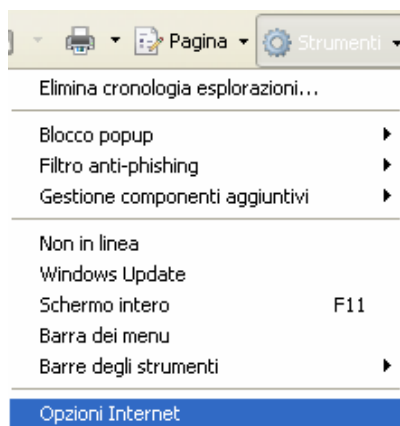 Pagina Strumenti
Elimina cronologia esplorazioni...
Blocco popup
Filtro anti-phishing
Gestione componenti aggiuntivi
Non in linea
Windows Update
Schermo intero F11
Barra dei menu
Barre degli strumenti
Opzioni Internet